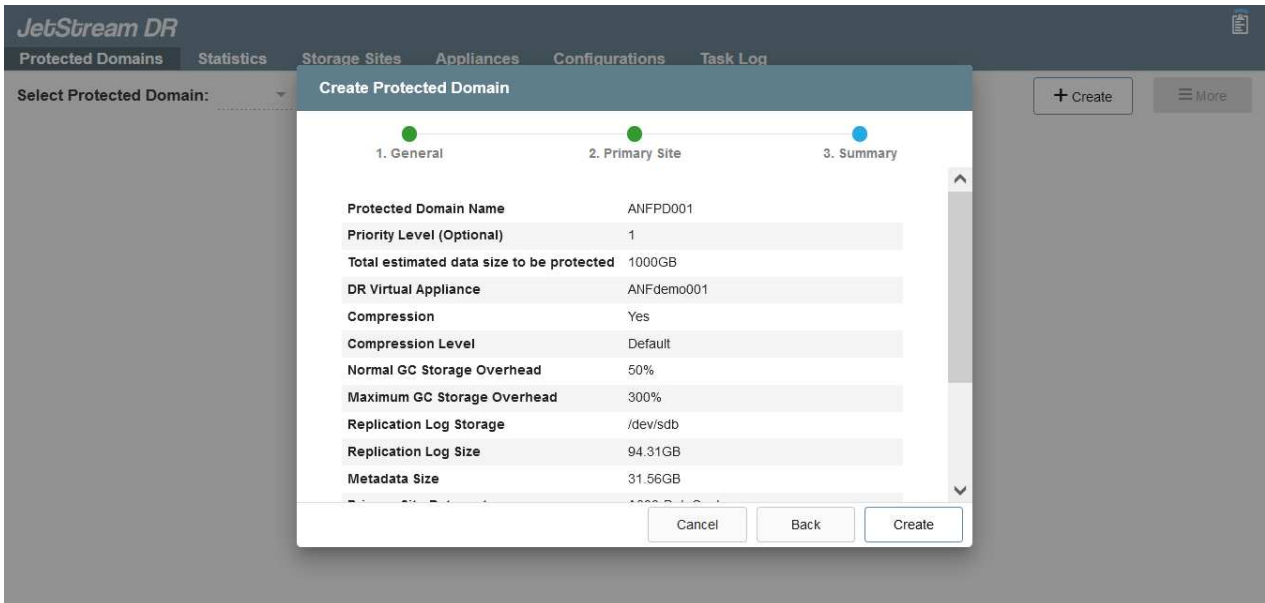 JetStream DR
Protected Domains Statistics Storage Sites Appliances Configurations Task Log
Select Protected Domain:
+ Create
More
Create Protected Domain
1. General 2. Primary Site 3. Summary
Protected Domain Name ANFPD001
Priority Level (Optional) 1
Total estimated data size to be protected 1000GB
DR Virtual Appliance ANFdemo001
Compression Yes
Compression Level Default
Normal GC Storage Overhead 50%
Maximum GC Storage Overhead 300%
Replication Log Storage /dev/sdb
Replication Log Size 94.31GB
Metadata Size 31.56GB
Cancel Back Create